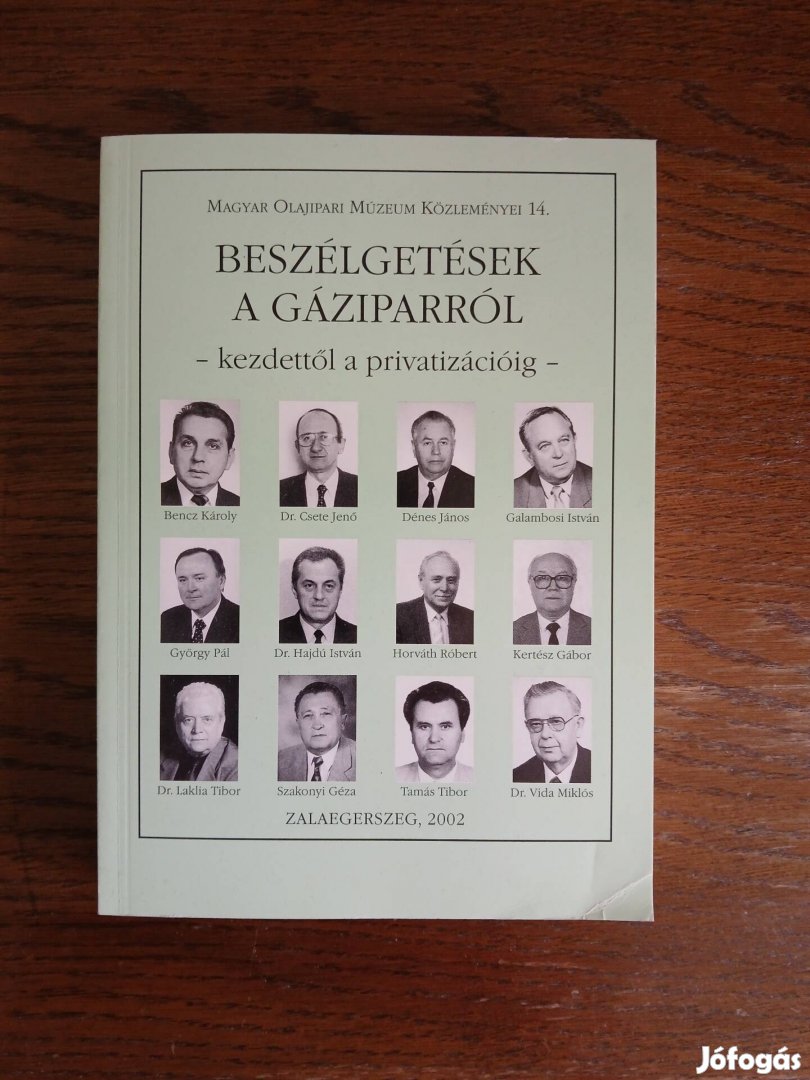 MAGYAR OLAJIPARI MÚZEUM KÖZLEMÉNYEI 14.
BESZÉLGETÉSEK
A GÁZIPARRÓL
– kezdettől a privatizációig –
Bencz Károly
Dr. Csete Jenő
Dénes János
Galambosi István
György Pál
Dr. Hajdú István
Horváth Róbert
Kertész Gábor
Dr. Laklia Tibor
Szakonyi Géza
Tamás Tibor
Dr. Vida Miklós
ZALAEGERSZEG, 2002
Jófogás